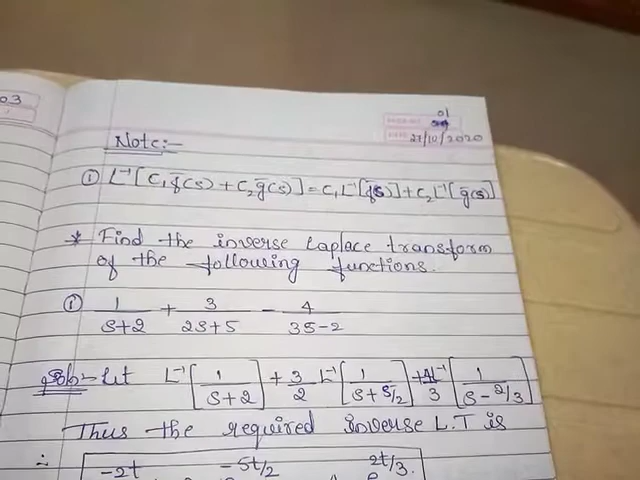 03
01
27/10/2020
Note:-
① L⁻¹[c₁f̄(s) + c₂ḡ(s)] = c₁L⁻¹[f̄(s)] + c₂L⁻¹[ḡ(s)]
* Find the inverse Laplace transform
of the following functions.
① 1/(s+2) + 3/(2s+5) - 4/(3s-2)
Sol:- Let L⁻¹[1/(s+2)] + 3/2 L⁻¹[1/(s+5/2)] + 4/3 L⁻¹[1/(s-2/3)]
Thus the required inverse L.T is
∴ -2t -5t/2 2t/3